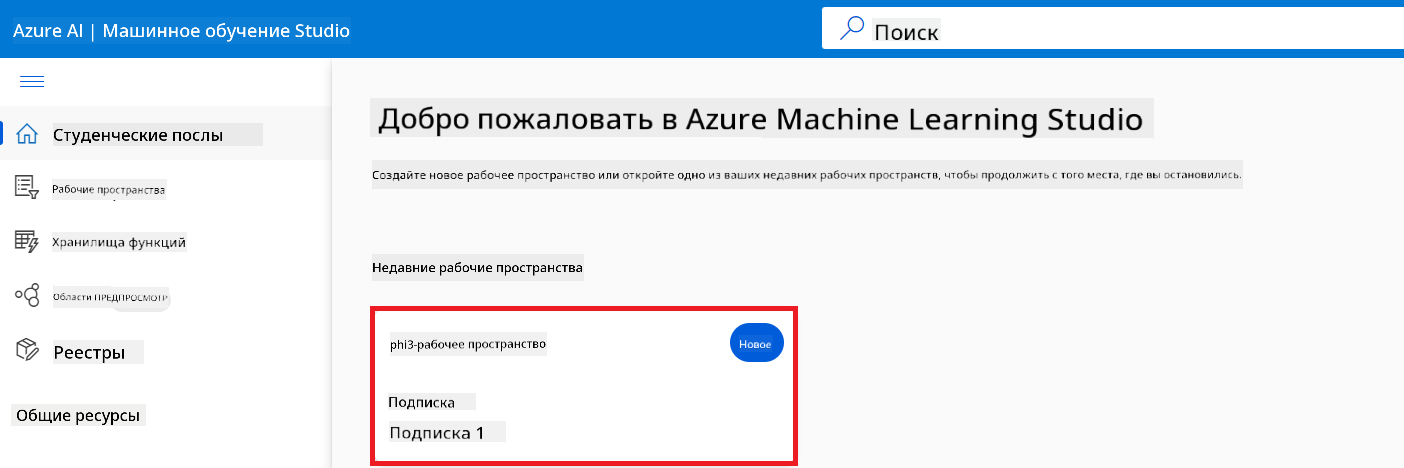 Azure AI | Машинное обучение Studio
Поиск
Студенческие послы
Рабочие пространства
Хранилища функций
Области ПРЕДПРОСМОТР
Реестры
Общие ресурсы
Добро пожаловать в Azure Machine Learning Studio
Создайте новое рабочее пространство или откройте одно из ваших недавних рабочих пространств, чтобы продолжить с того места, где вы остановились.
Недавние рабочие пространства
phi3-рабочее пространство
Новое
Подписка
Подписка 1